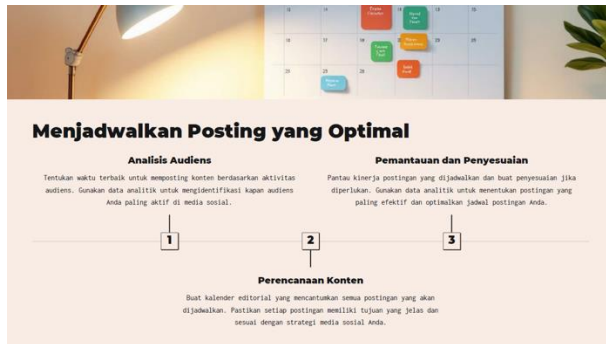 Menjadwalkan Posting yang Optimal
Analisis Audiens
Tentukan waktu terbaik untuk memposting konten berdasarkan aktivitas
audiens. Gunakan data analitik untuk mengidentifikasi kapan audiens
Anda paling aktif di media sosial.
Pemantauan dan Penyesuaian
Pantau kinerja postingan yang dijadwalkan dan buat penyesuaian jika
diperlukan. Gunakan data analitik untuk menentukan postingan yang
paling efektif dan optimalkan jadwal postingan Anda.
1
2
3
Perencanaan Konten
Buat kalender editorial yang mencantumkan semua postingan yang akan
dijadwalkan. Pastikan setiap postingan memiliki tujuan yang jelas dan
sesuai dengan strategi media sosial Anda.